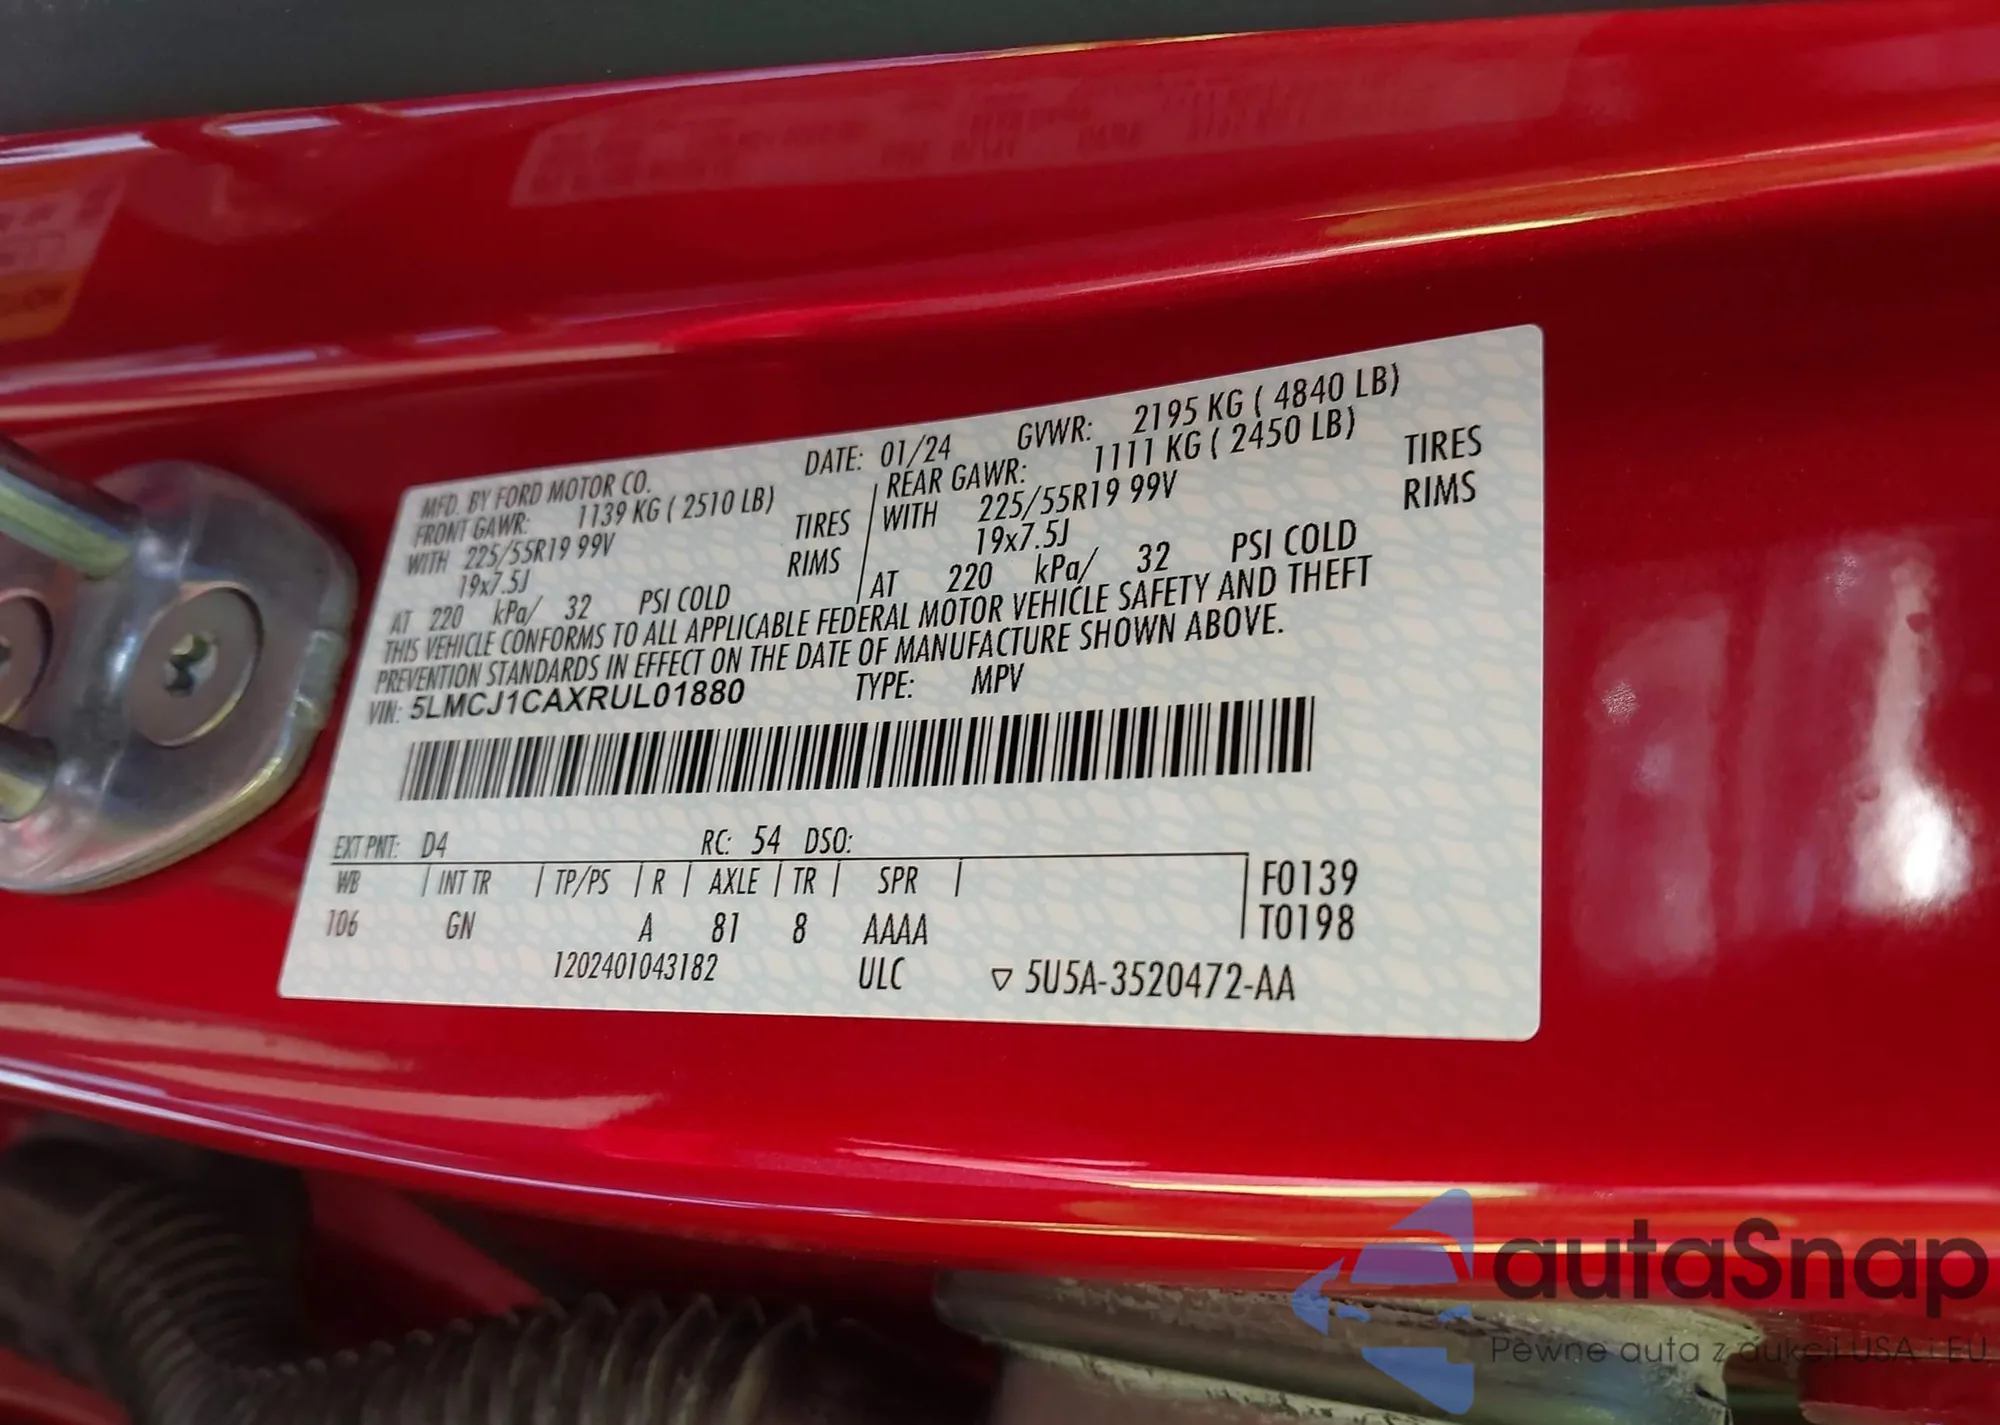 MFD. BY FORD MOTOR CO. DATE: 01/24 GVWR: 2195 KG ( 4840 LB)
FRONT GAWR: 1139 KG ( 2510 LB) REAR GAWR: 1111 KG ( 2450 LB)
WITH 225/55R19 99V TIRES WITH 225/55R19 99V TIRES
19x7.5J RIMS 19x7.5J RIMS
AT 220 kPa/ 32 PSI COLD AT 220 kPa/ 32 PSI COLD
THIS VEHICLE CONFORMS TO ALL APPLICABLE FEDERAL MOTOR VEHICLE SAFETY AND THEFT
PREVENTION STANDARDS IN EFFECT ON THE DATE OF MANUFACTURE SHOWN ABOVE.
VIN: 5LMCJ1CAXRUL01880 TYPE: MPV
EXT PNT: D4 RC: 54 DSO:
WB INT TR TP/PS R AXLE TR SPR F0139
106 GN A 81 8 AAAA T0198
1202401043182 ULC ▽ 5U5A-3520472-AA
autaSnap
Pewne auta z aukcji USA i EU